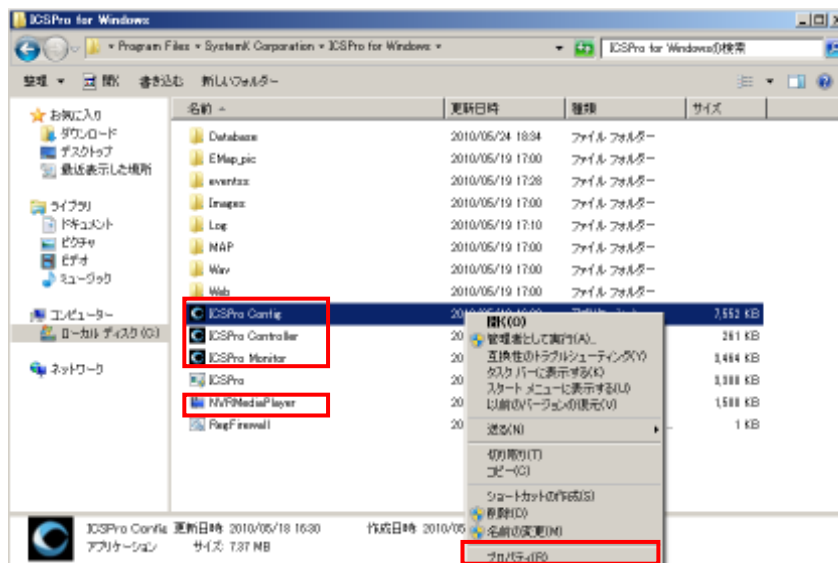 ICSPro for Windows
Program Files SystemK Corporation ICSPro for Windows
ICSPro for Windowsの検索
整理 開く 書き込む 新しいフォルダー
名前 更新日時 種類 サイズ
お気に入り
ダウンロード
デスクトップ
最近表示した場所
ライブラリ
ドキュメント
ピクチャ
ビデオ
ミュージック
コンピューター
ローカル ディスク (C:)
ネットワーク
Database 2010/05/24 18:34 ファイル フォルダー
EMap_pic 2010/05/19 17:00 ファイル フォルダー
eventss 2010/05/19 17:28 ファイル フォルダー
Images 2010/05/19 17:00 ファイル フォルダー
Log 2010/05/19 17:10 ファイル フォルダー
MAP 2010/05/19 17:00 ファイル フォルダー
Wav 2010/05/19 17:00 ファイル フォルダー
Web 2010/05/19 17:00 ファイル フォルダー
ICSPro Config 7,552 KB
ICSPro Controller 20 261 KB
ICSPro Monitor 20 KB
ICSPro 20 KB
NVRMediaPlayer 20 KB
RegFirewall 20 1 KB
開く(O)
管理者として実行(A)...
互換性のトラブルシューティング(Y)
タスク バーに表示する(K)
スタート メニューに表示する(U)
以前のバージョンの復元(V)
送る(N)
切り取り(T)
コピー(C)
ショートカットの作成(S)
削除(D)
名前の変更(M)
プロパティ(R)
ICSPro Config 更新日時: 2010/05/18 16:30 作成日時: 2010/05
アプリケーション サイズ: 7.37 MB